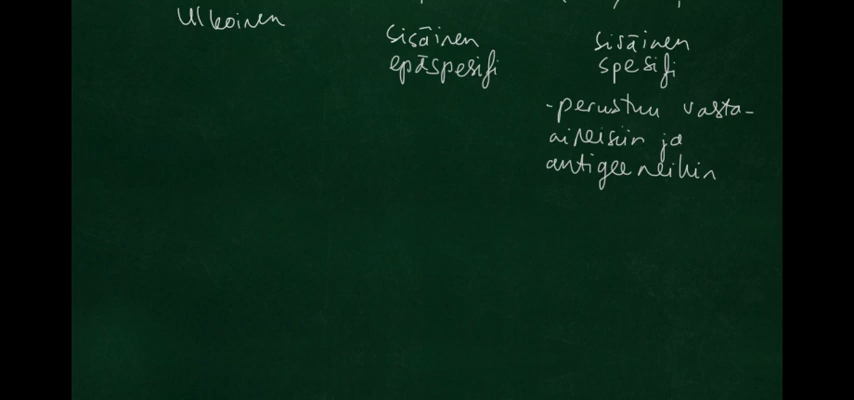 Ulkoinen
sisäinen
epäspesifi
sisäinen
spesifi
- perustuu vasta-
aineisiin ja
antigeeneihin